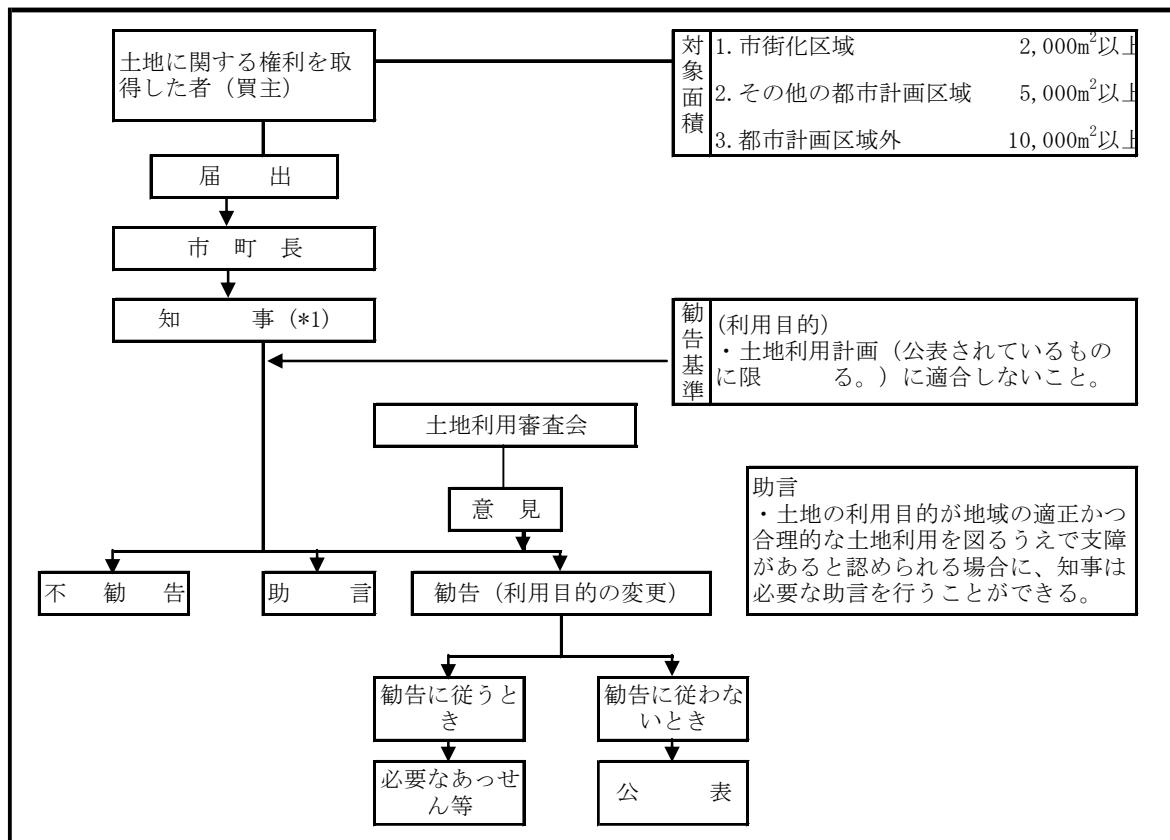 土地に関する権利を取
得した者（買主）
対象面積
1.市街化区域 2,000m²以上
2.その他の都市計画区域 5,000m²以上
3.都市計画区域外 10,000m²以上
届 出
市 町 長
知 事(*1)
勧告基準
(利用目的)
・土地利用計画（公表されているもの
に限 る。）に適合しないこと。
土地利用審査会
意 見
助言
・土地の利用目的が地域の適正かつ
合理的な土地利用を図るうえで支障
があると認められる場合に、知事は
必要な助言を行うことができる。
不 勧 告
助 言
勧告（利用目的の変更）
勧告に従うと
き
勧告に従わな
いとき
必要なあっせ
ん等
公 表